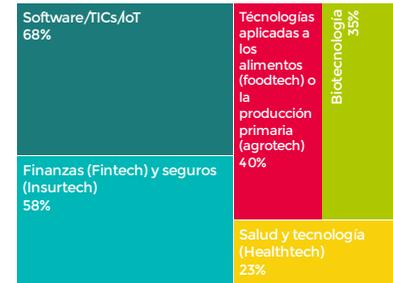 Software/TICs/IoT
68%
Técnologías
aplicadas a
los
alimentos
(foodtech) o
la
producción
primaria
(agrotech)
40%
Biotecnología
35%
Finanzas (Fintech) y seguros
(Insurtech)
58%
Salud y tecnología
(Healthtech)
23%